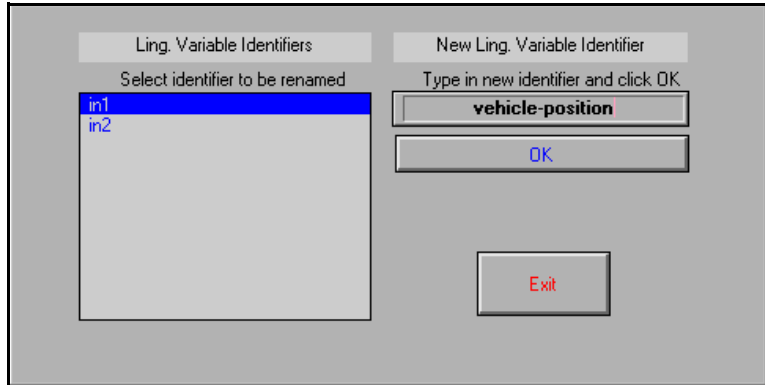 Ling. Variable Identifiers
Select identifier to be renamed
in1
in2
New Ling. Variable Identifier
Type in new identifier and click OK
vehicle-position
OK
Exit